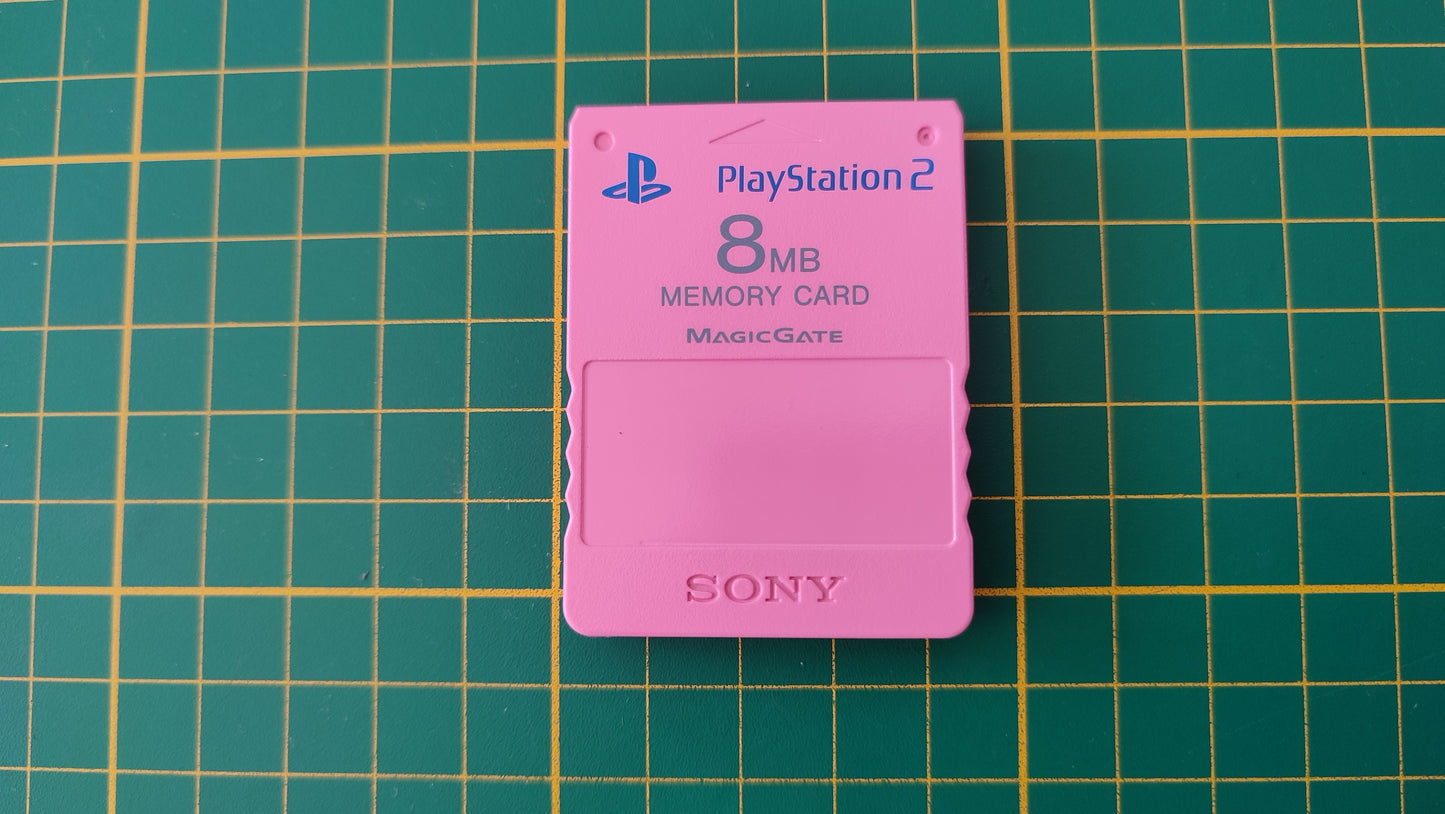 PlayStation 2
8MB
MEMORY CARD
MAGICGATE
SONY